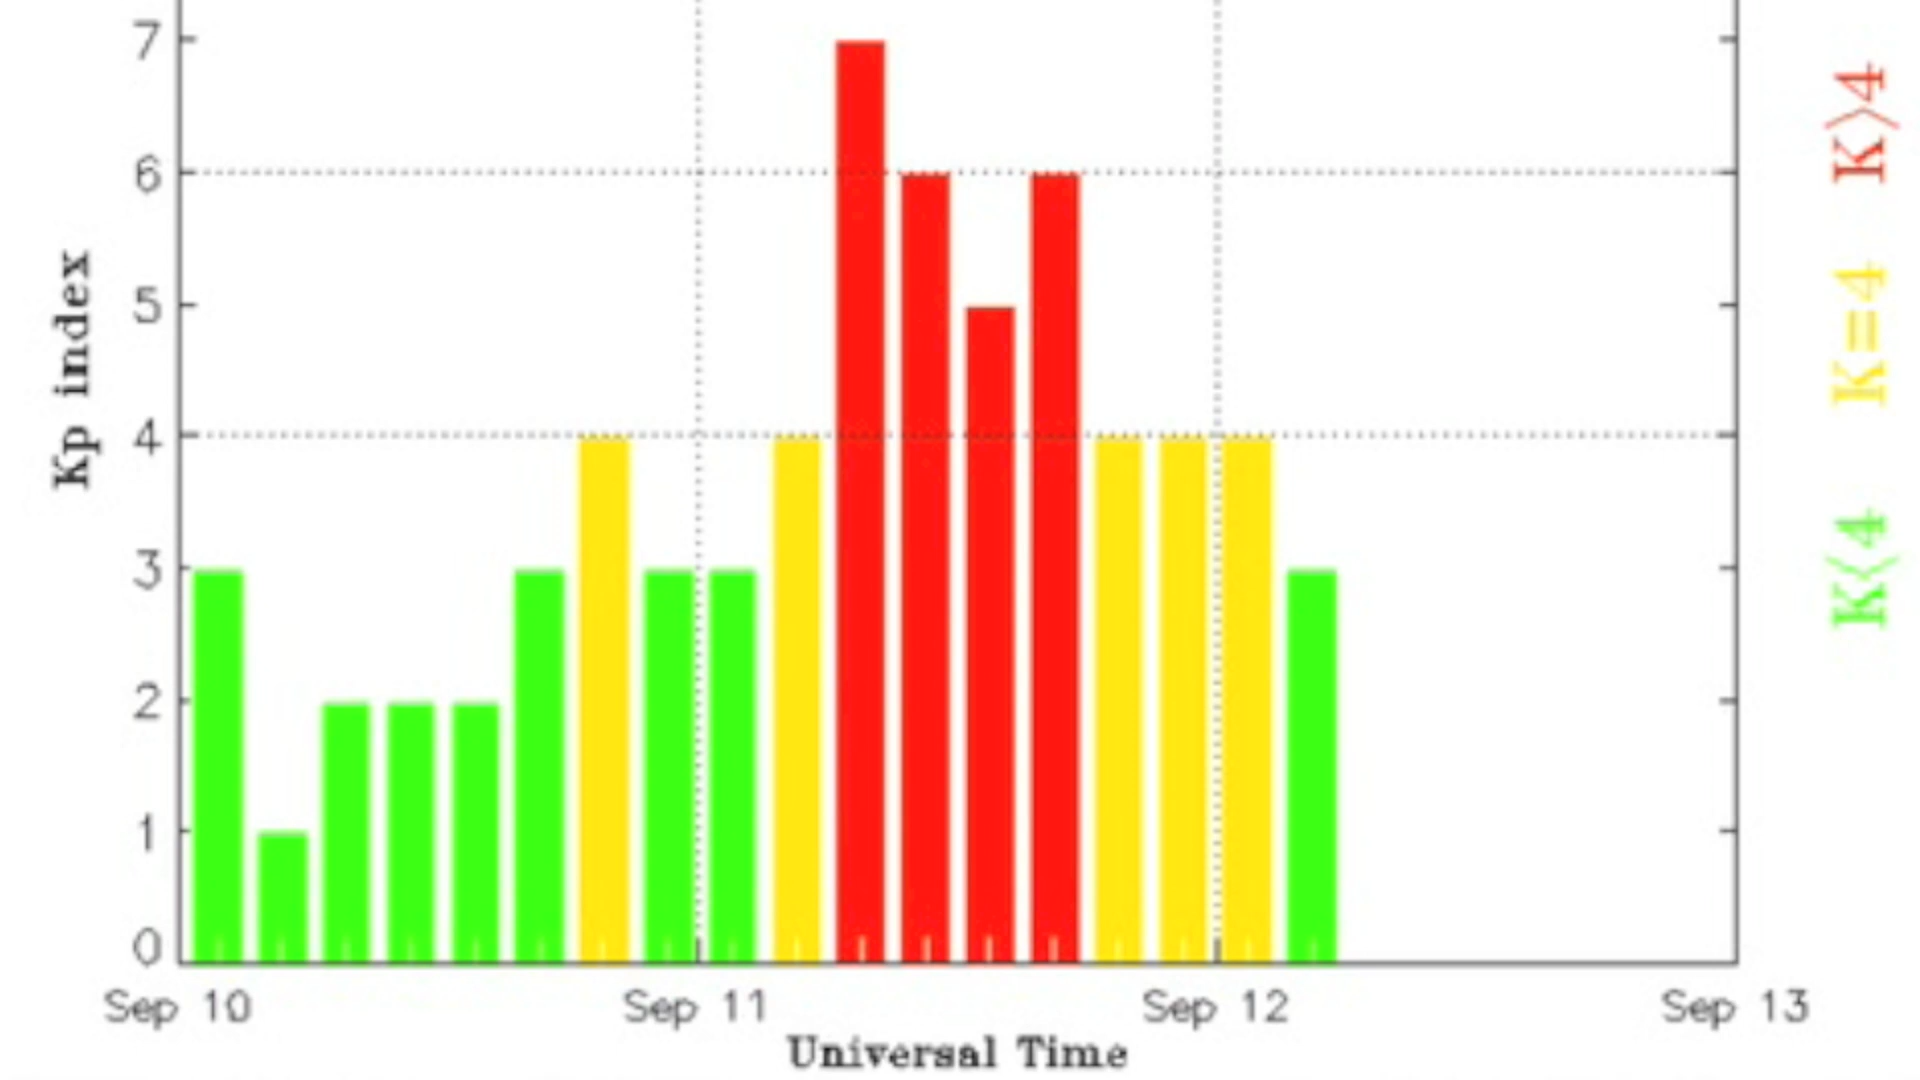 7
6
5
4
3
2
1
0
Kp index
Sep 10
Sep 11
Sep 12
Sep 13
Universal Time
K>4
K=4
K<4